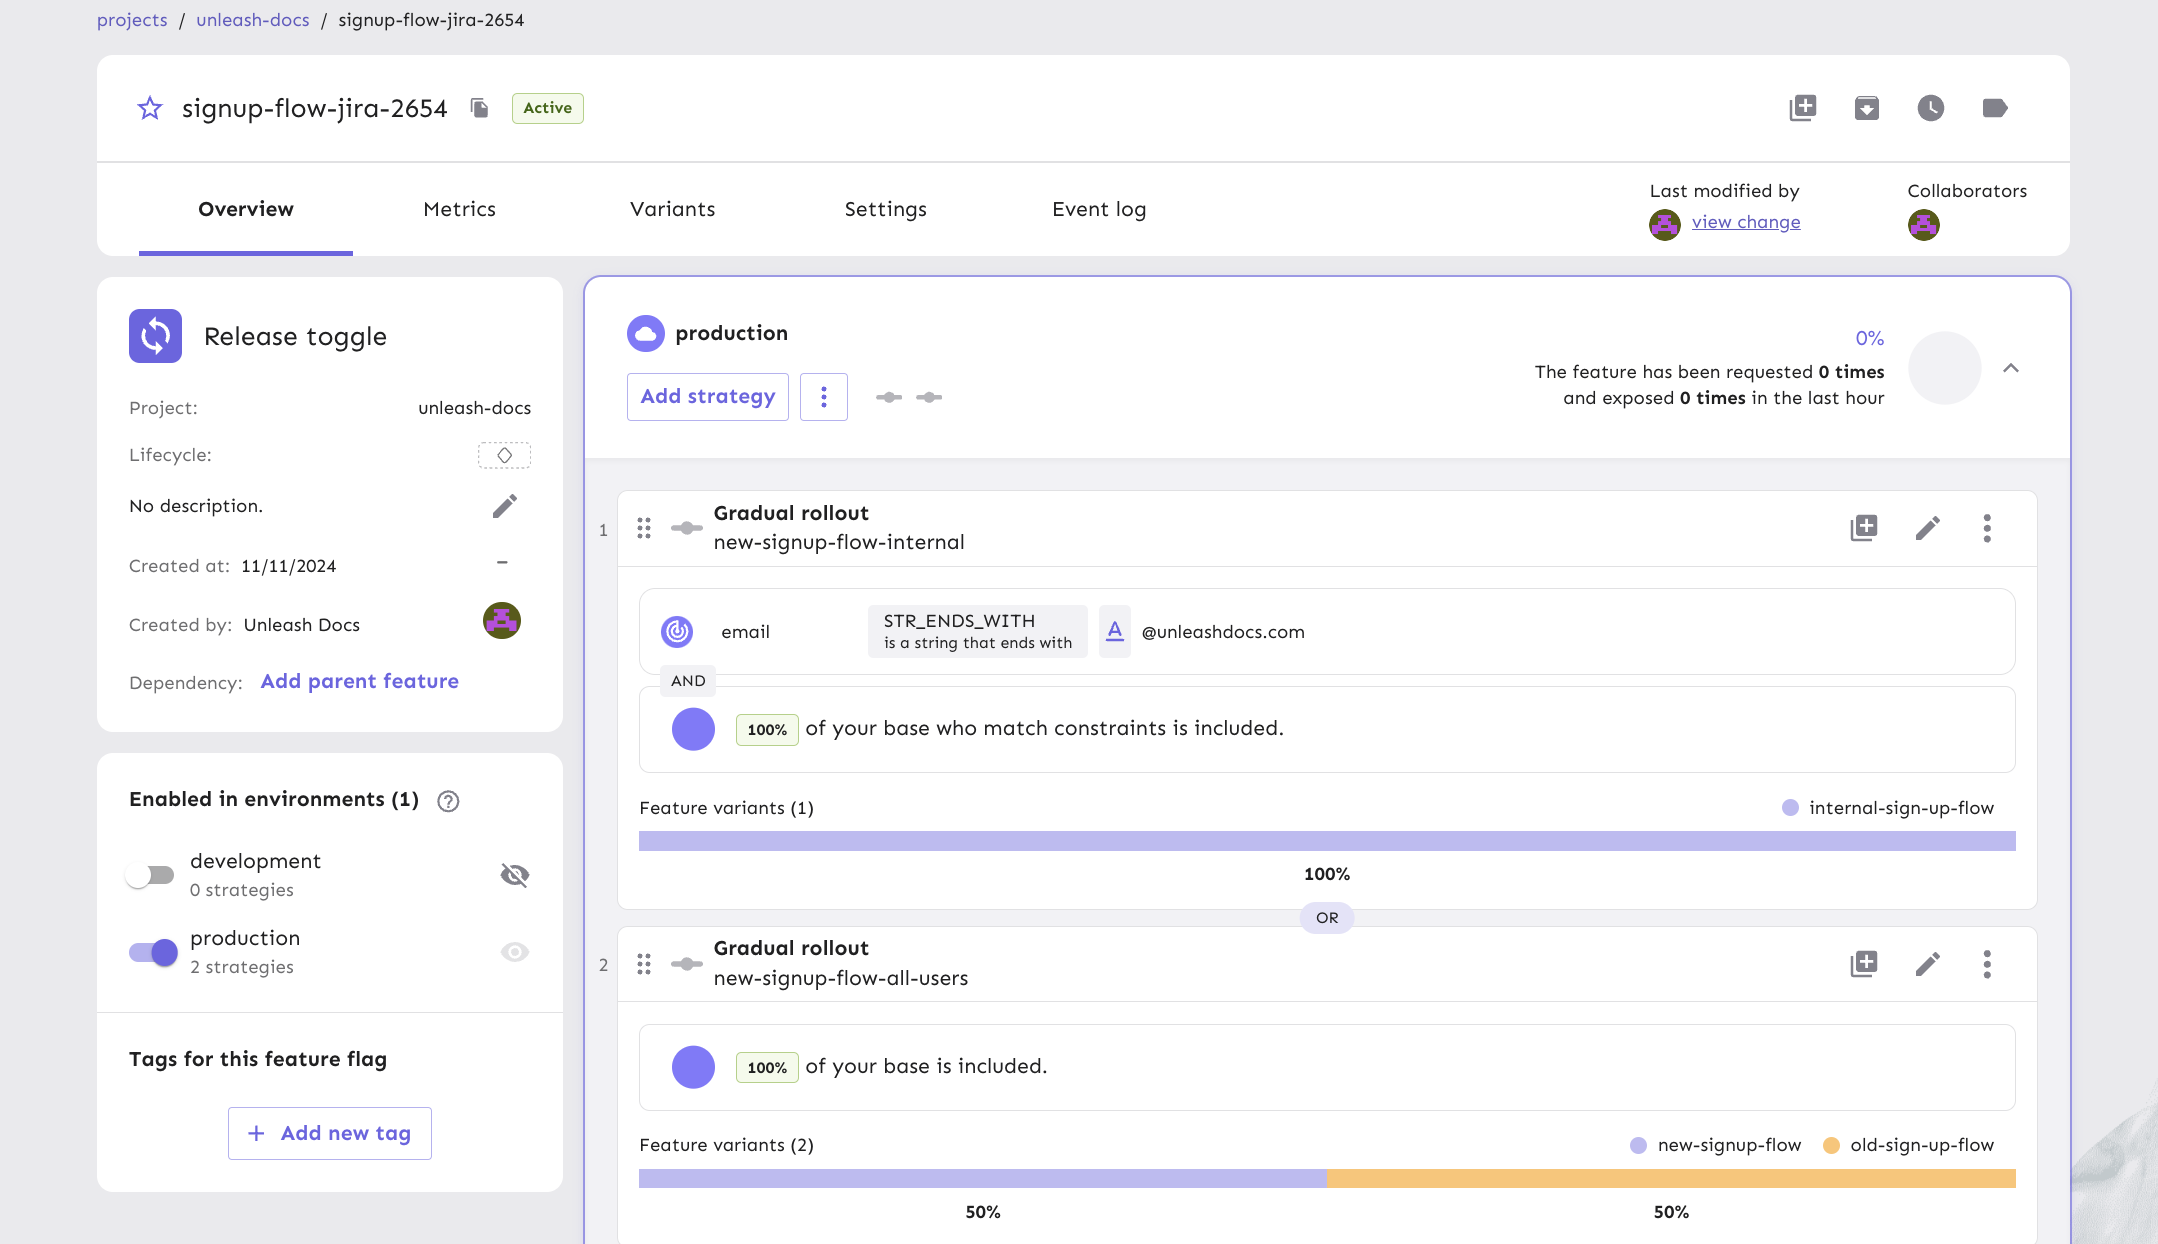 projects / unleash-docs / signup-flow-jira-2654
signup-flow-jira-2654 Active
Overview Metrics Variants Settings Event log
Last modified by
view change
Collaborators
Release toggle
Project: unleash-docs
Lifecycle:
No description.
Created at: 11/11/2024 –
Created by: Unleash Docs
Dependency: Add parent feature
Enabled in environments (1)
development
0 strategies
production
2 strategies
Tags for this feature flag
+ Add new tag
production
Add strategy
0%
The feature has been requested 0 times
and exposed 0 times in the last hour
1
Gradual rollout
new-signup-flow-internal
email
STR_ENDS_WITH
is a string that ends with
A @unleashdocs.com
AND
100% of your base who match constraints is included.
Feature variants (1) internal-sign-up-flow
100%
OR
2
Gradual rollout
new-signup-flow-all-users
100% of your base is included.
Feature variants (2) new-signup-flow old-sign-up-flow
50% 50%